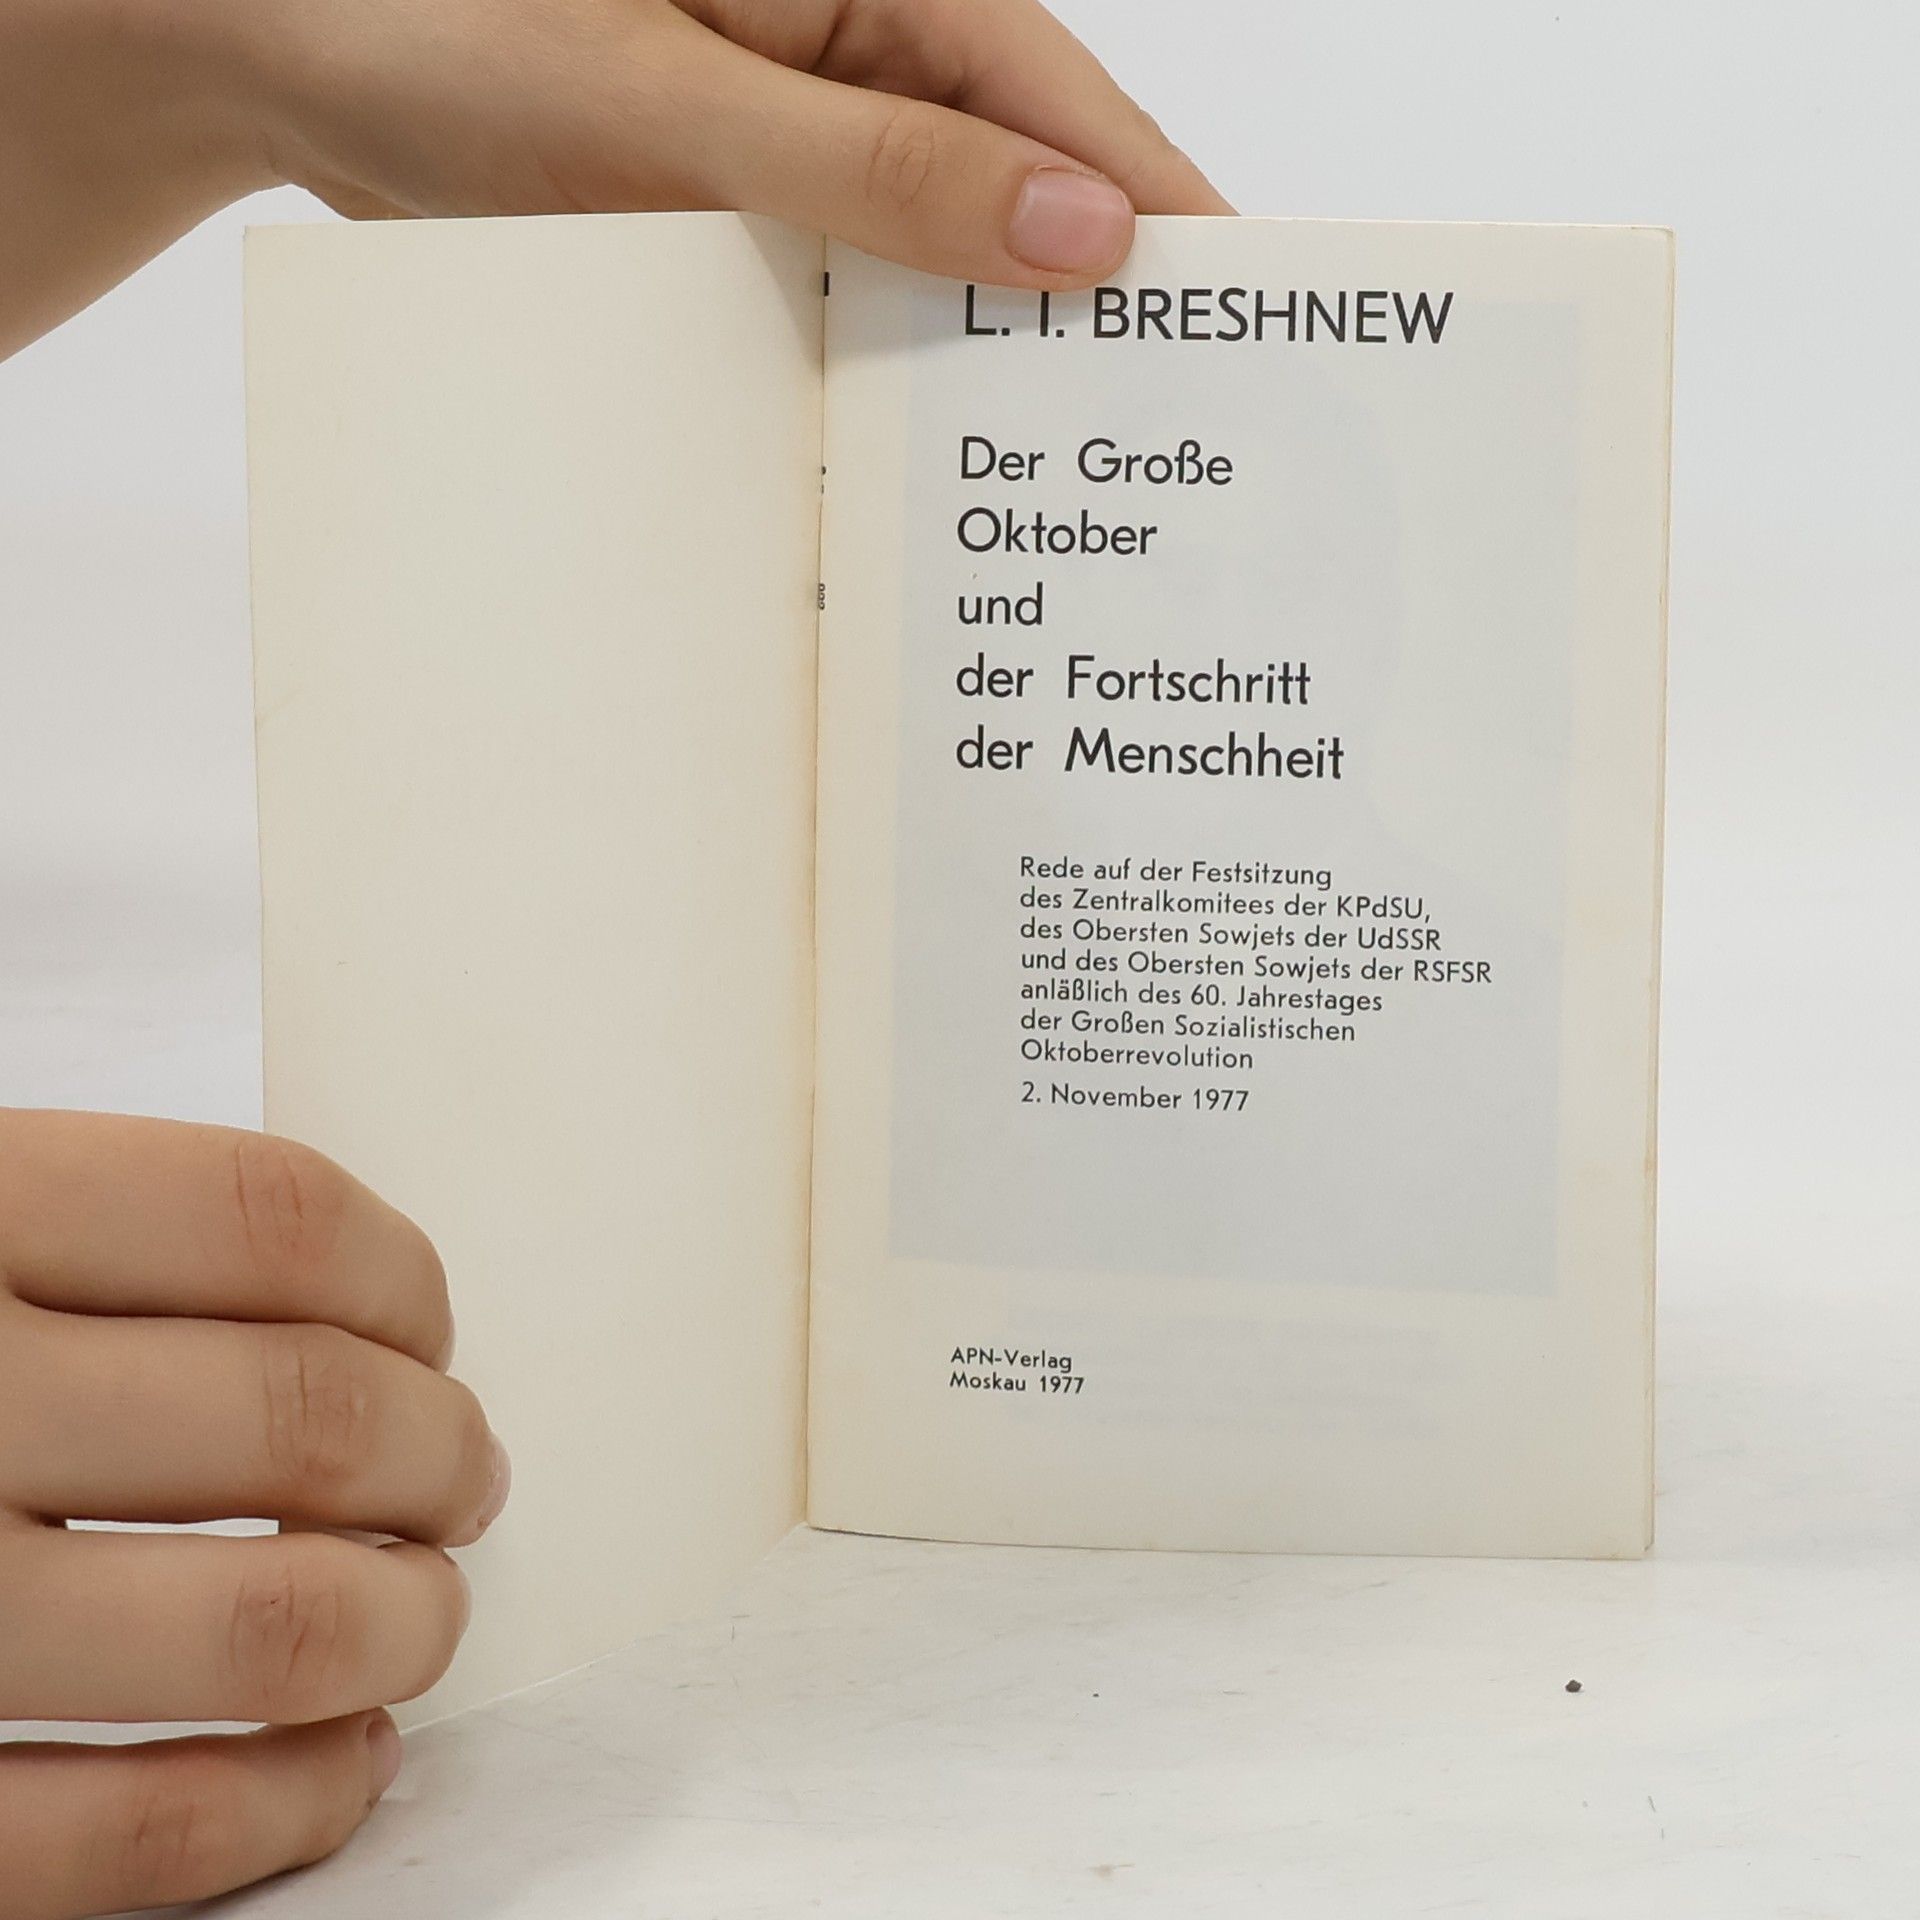 L. I. BRESHNEW
Der Große
Oktober
und
der Fortschritt
der Menschheit
Rede auf der Festsitzung
des Zentralkomitees der KPdSU,
des Obersten Sowjets der UdSSR
und des Obersten Sowjets der RSFSR
anläßlich des 60. Jahrestages
der Großen Sozialistischen
Oktoberrevolution
2. November 1977
APN-Verlag
Moskau 1977